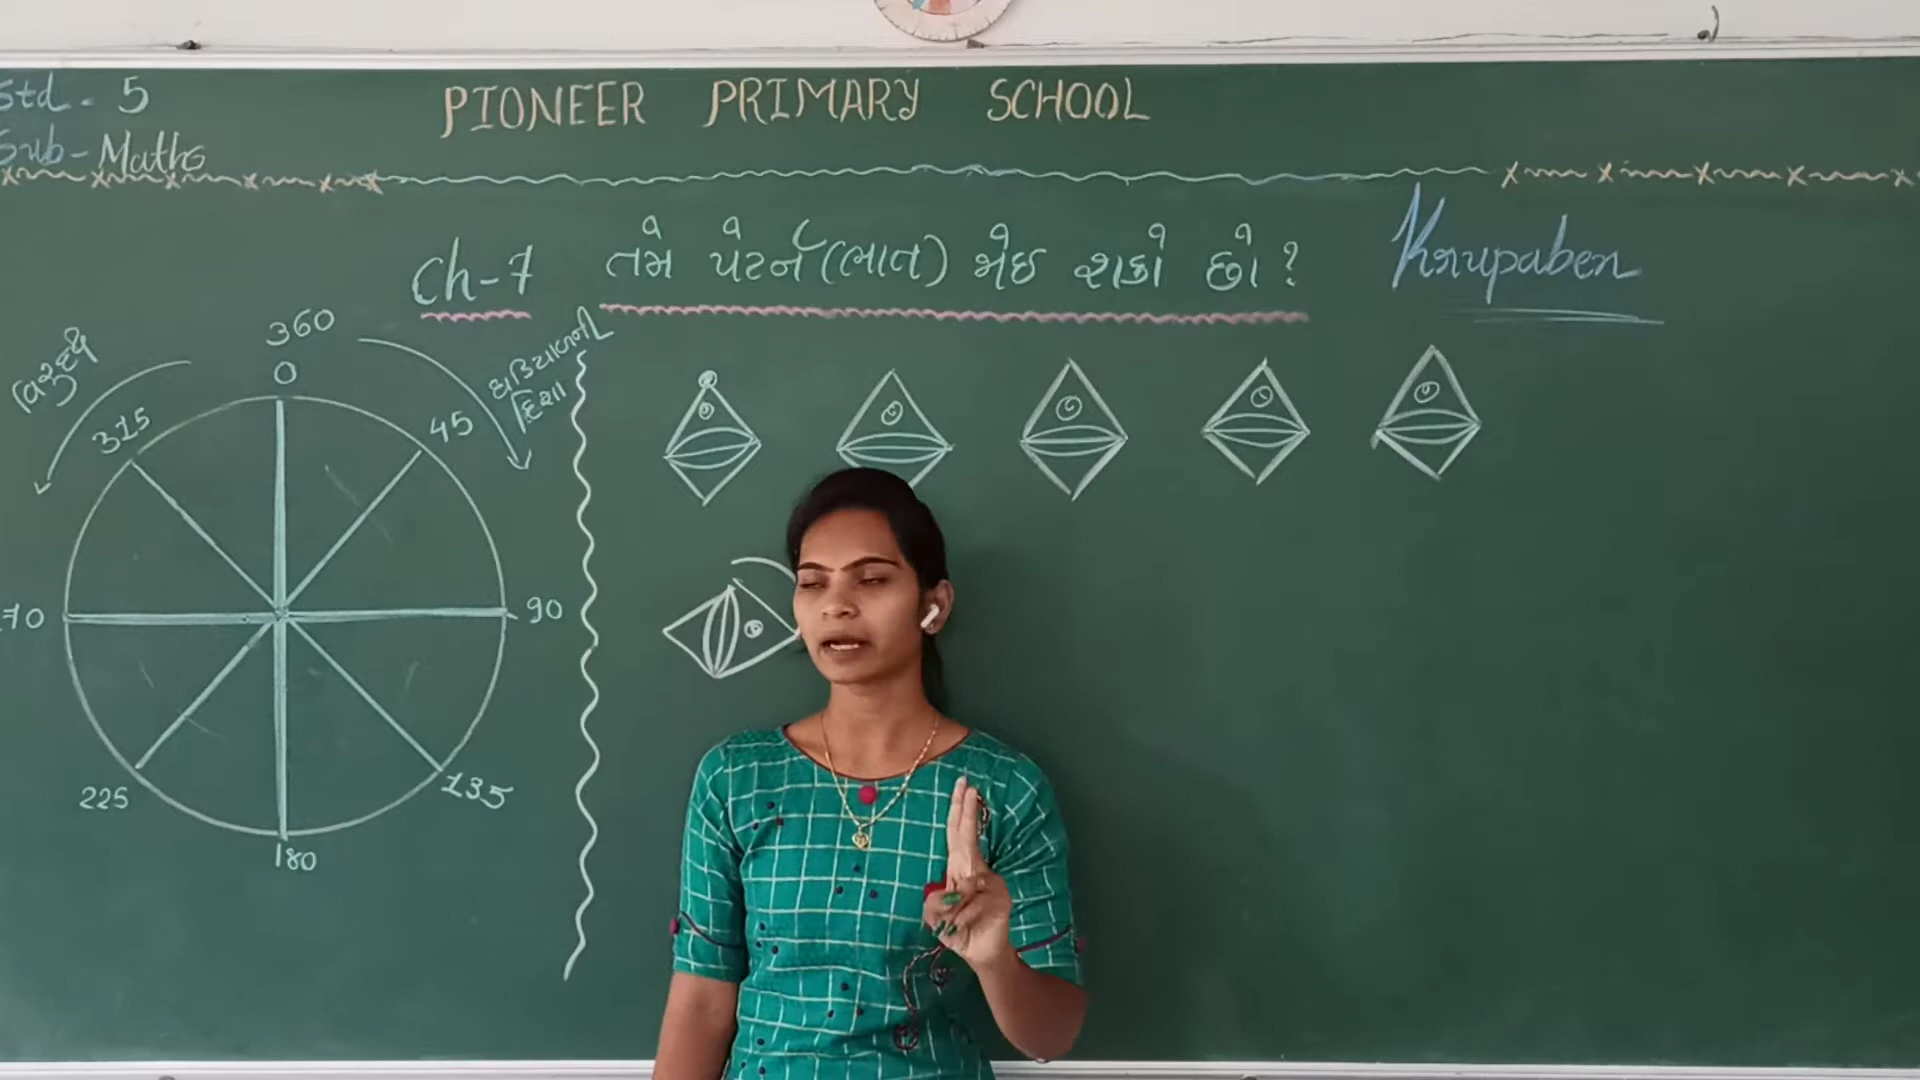 Std - 5
Sub - Maths
PIONEER PRIMARY SCHOOL
Ch-7 તમે પેટર્ન (ભાત) જોઈ શકો છો?
Krupaben
વિરુદ્ધ
360
0
ઘડિયાળની
દિશા
315
45
70
90
225
135
180